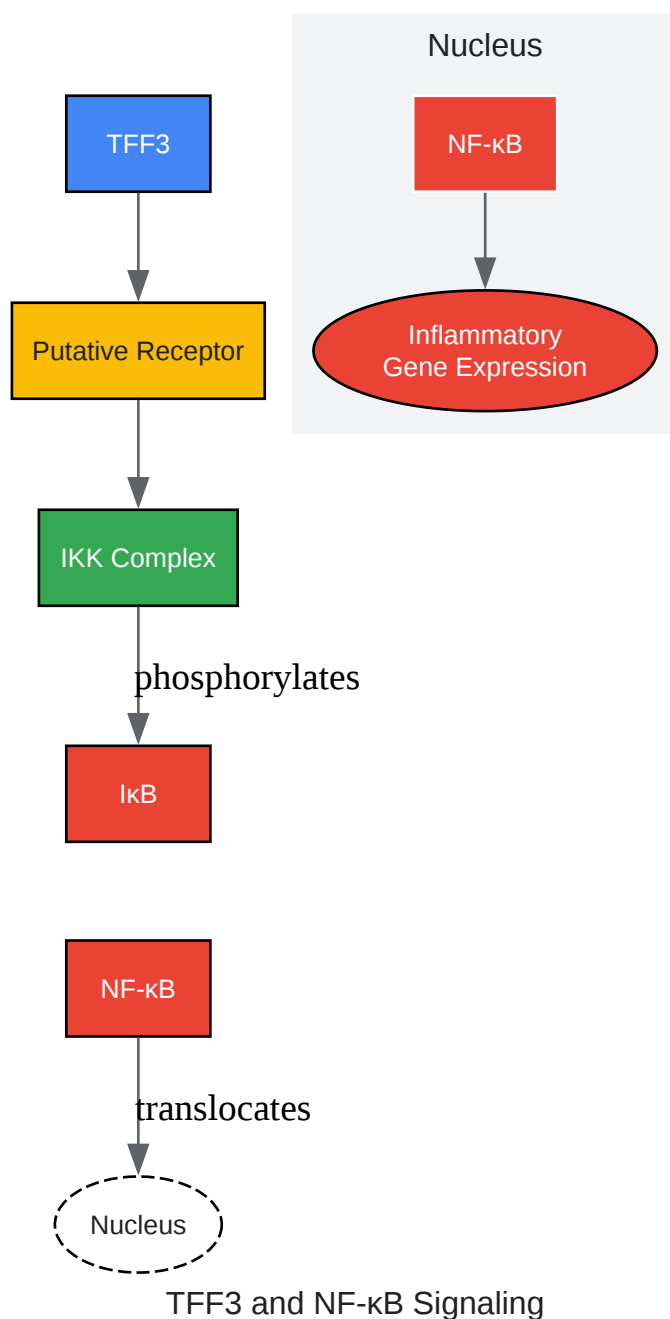 Nucleus
TFF3
NF-κB
Putative Receptor
Inflammatory
Gene Expression
IKK Complex
phosphorylates
IκB
NF-κB
translocates
Nucleus
TFF3 and NF-κB Signaling